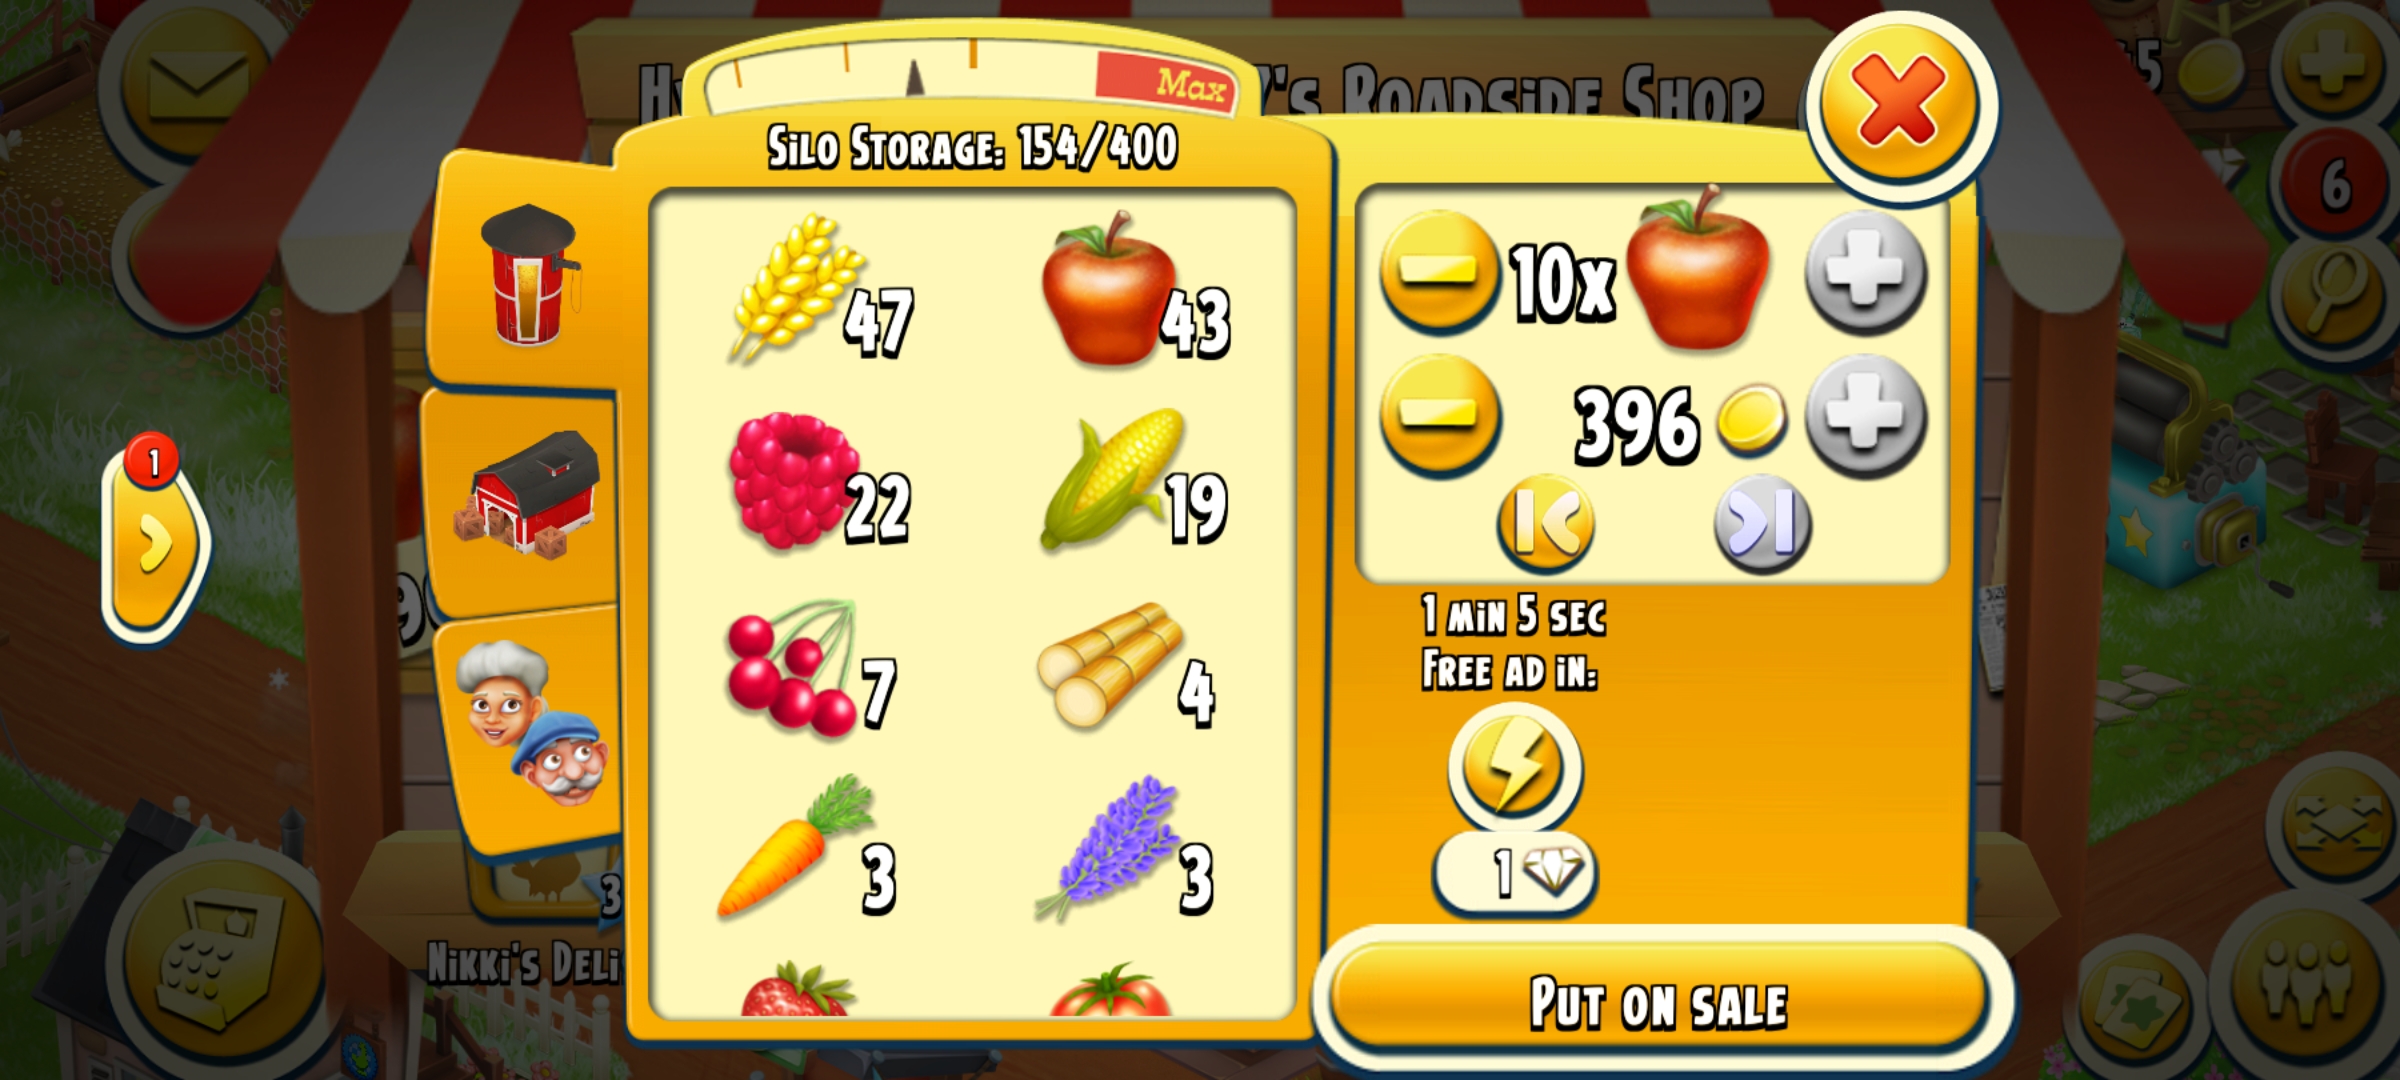 's Roadside Shop
Max
Silo Storage: 154/400
47
43
22
19
7
4
3
3
10x
396
1 min 5 sec
Free ad in:
1
Put on sale
1
6
3
Nikki's